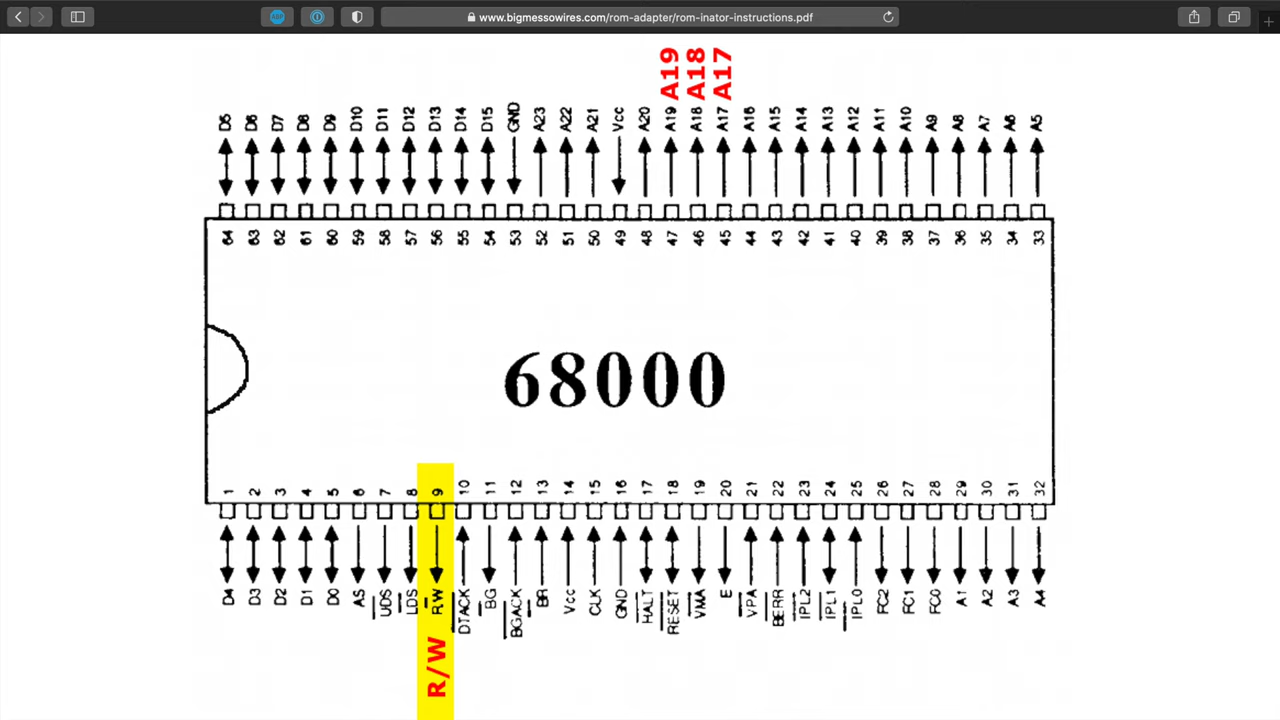 www.bigmessowires.com/rom-adapter/rom-inator-instructions.pdf
A19 A18 A17
D5 D6 D7 D8 D9 D10 D11 D12 D13 D14 D15 GND A23 A22 A21 Vcc A20 A19 A18 A17 A16 A15 A14 A13 A12 A11 A10 A9 A8 A7 A6 A5
64 63 62 61 60 59 58 57 56 55 54 53 52 51 50 49 48 47 46 45 44 43 42 41 40 39 38 37 36 35 34 33
68000
1 2 3 4 5 6 7 8 9 10 11 12 13 14 15 16 17 18 19 20 21 22 23 24 25 26 27 28 29 30 31 32
D4 D3 D2 D1 D0 AS UDS LDS RW DTACK BG BGACK BR Vcc CLK GND HALT RESET VMA E VPA BERR IPL2 IPL1 IPL0 FC2 FC1 FC0 A1 A2 A3 A4
R/W